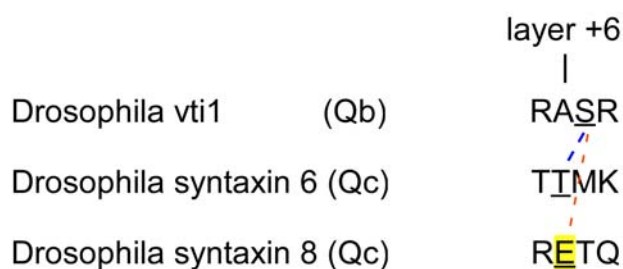 layer +6
Drosophila vti1 (Qb) RASR
Drosophila syntaxin 6 (Qc) TTMK
Drosophila syntaxin 8 (Qc) RETQ